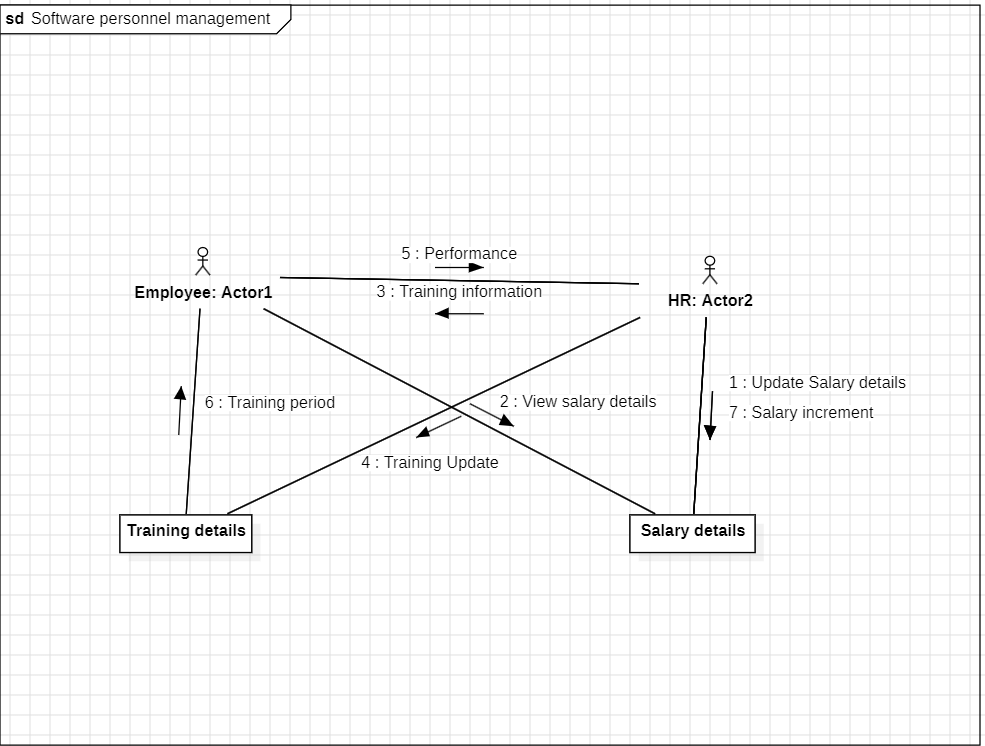 sd Software personnel management
5 : Performance
Employee: Actor1
3 : Training information
HR: Actor2
1 : Update Salary details
6 : Training period
2 : View salary details
7 : Salary increment
4 : Training Update
Training details
Salary details